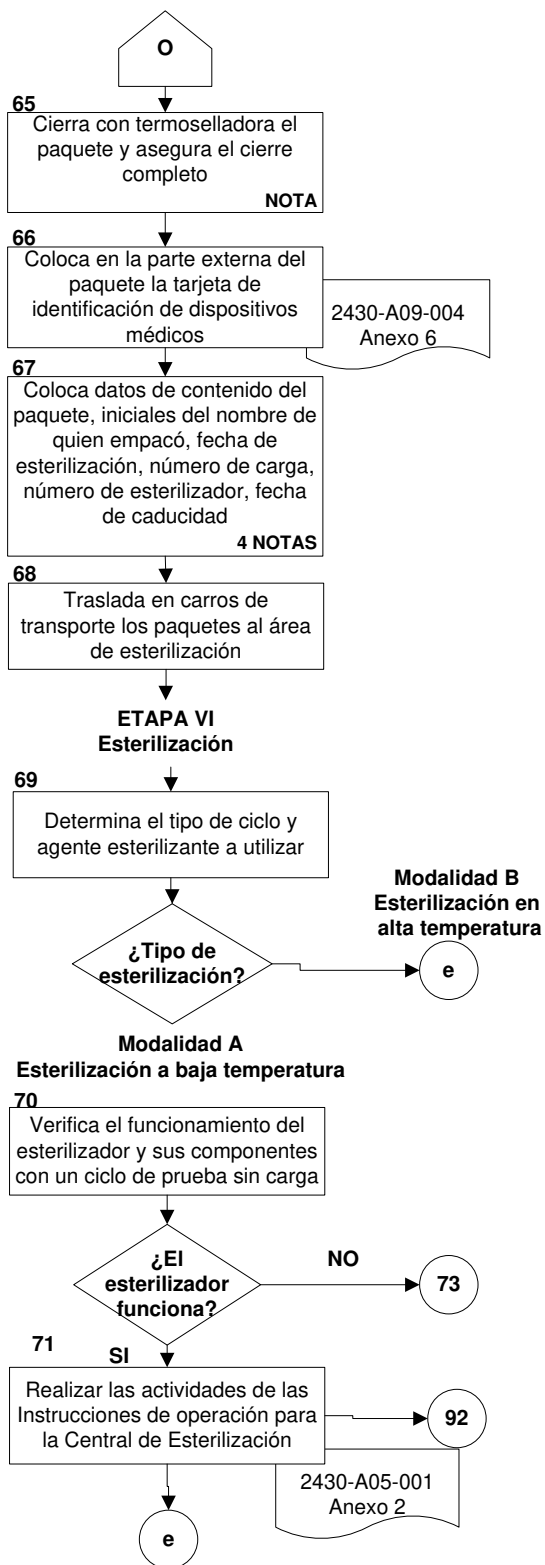 O
65
Cierra con termoselladora el
paquete y asegura el cierre
completo
NOTA
66
Coloca en la parte externa del
paquete la tarjeta de
identificación de dispositivos
médicos
2430-A09-004
Anexo 6
67
Coloca datos de contenido del
paquete, iniciales del nombre de
quien empacó, fecha de
esterilización, número de carga,
número de esterilizador, fecha
de caducidad
4 NOTAS
68
Traslada en carros de
transporte los paquetes al área
de esterilización
ETAPA VI
Esterilización
69
Determina el tipo de ciclo y
agente esterilizante a utilizar
Modalidad B
Esterilización en
alta temperatura
¿Tipo de
esterilización?
e
Modalidad A
Esterilización a baja temperatura
70
Verifica el funcionamiento del
esterilizador y sus componentes
con un ciclo de prueba sin carga
¿El
esterilizador
funciona?
NO
73
71
SI
Realizar las actividades de las
Instrucciones de operación para
la Central de Esterilización
92
2430-A05-001
Anexo 2
e